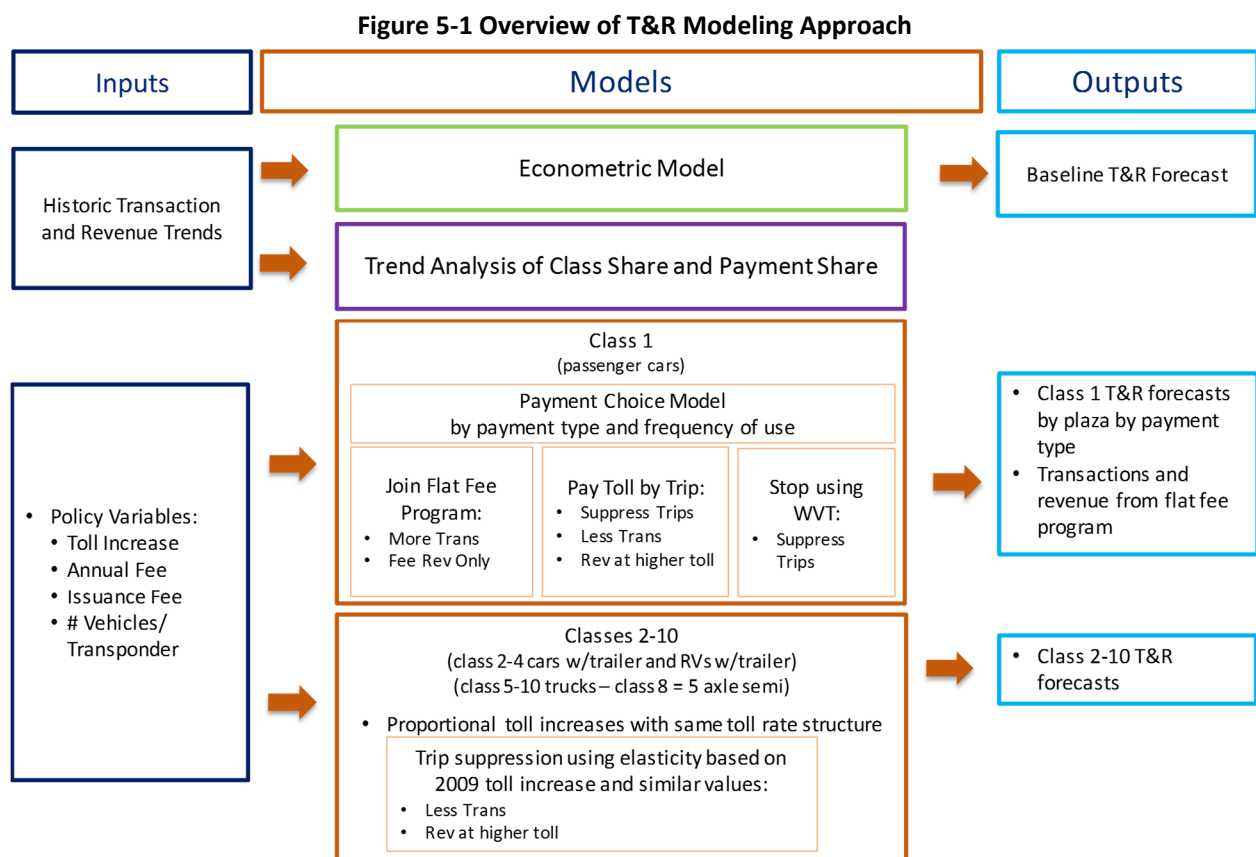 Figure 5-1 Overview of T&R Modeling Approach
Inputs
Models
Outputs
Historic Transaction
and Revenue Trends
Econometric Model
Baseline T&R Forecast
Trend Analysis of Class Share and Payment Share
• Policy Variables:
• Toll Increase
• Annual Fee
• Issuance Fee
• # Vehicles/
Transponder
Class 1
(passenger cars)
Payment Choice Model
by payment type and frequency of use
Join Flat Fee
Program:
• More Trans
• Fee Rev Only
Pay Toll by Trip:
• Suppress Trips
• Less Trans
• Rev at higher toll
Stop using
WVT:
• Suppress
Trips
• Class 1 T&R forecasts
by plaza by payment
type
• Transactions and
revenue from flat fee
program
Classes 2-10
(class 2-4 cars w/trailer and RVs w/trailer)
(class 5-10 trucks – class 8 = 5 axle semi)
• Proportional toll increases with same toll rate structure
Trip suppression using elasticity based on
2009 toll increase and similar values:
• Less Trans
• Rev at higher toll
• Class 2-10 T&R
forecasts